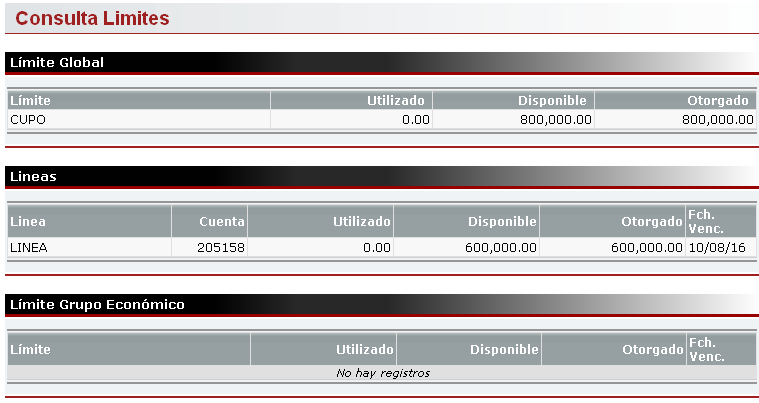 Consulta Limites
Límite Global
Límite Utilizado Disponible Otorgado
CUPO 0.00 800,000.00 800,000.00
Lineas
Linea Cuenta Utilizado Disponible Otorgado Fch. Venc.
LINEA 205158 0.00 600,000.00 600,000.00 10/08/16
Límite Grupo Económico
Límite Utilizado Disponible Otorgado Fch. Venc.
No hay registros